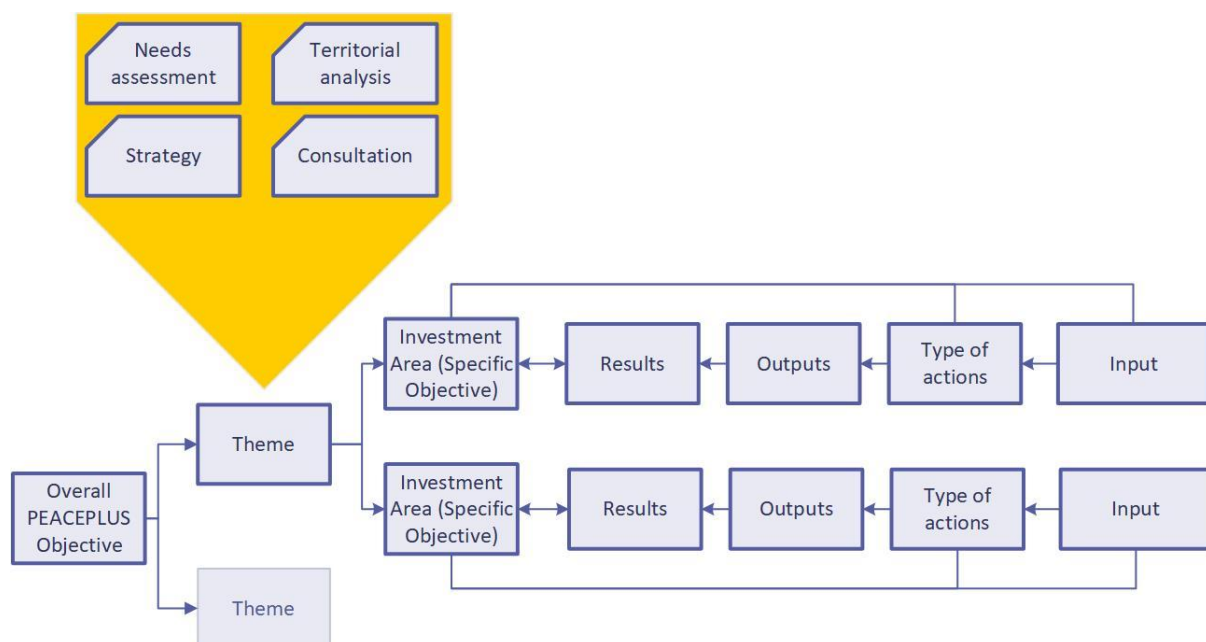 Needs
assessment
Territorial
analysis
Strategy
Consultation
Investment
Area (Specific
Objective)
Results
Outputs
Type of
actions
Input
Theme
Investment
Area (Specific
Objective)
Results
Outputs
Type of
actions
Input
Overall
PEACEPLUS
Objective
Theme